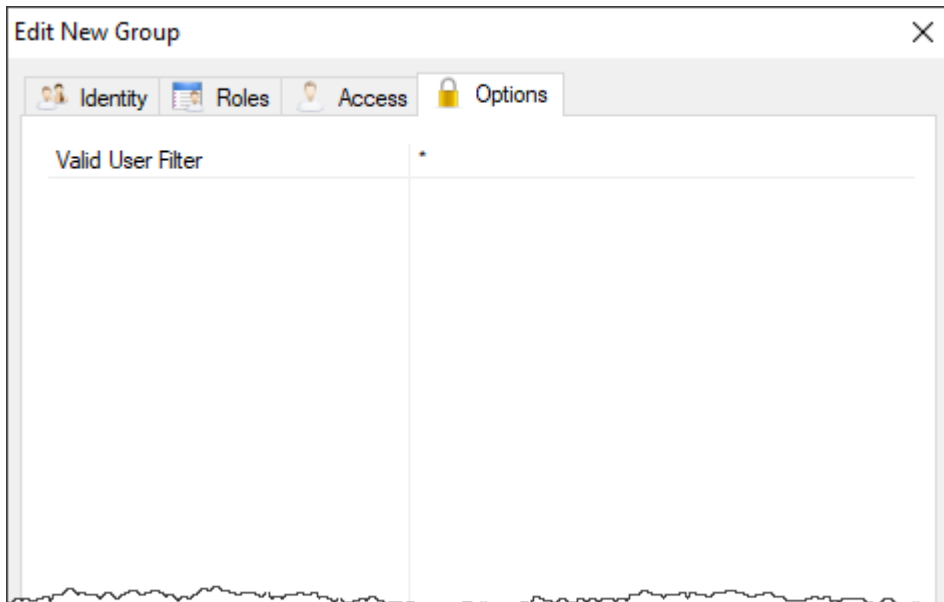 Edit New Group
Identity Roles Access Options
Valid User Filter *